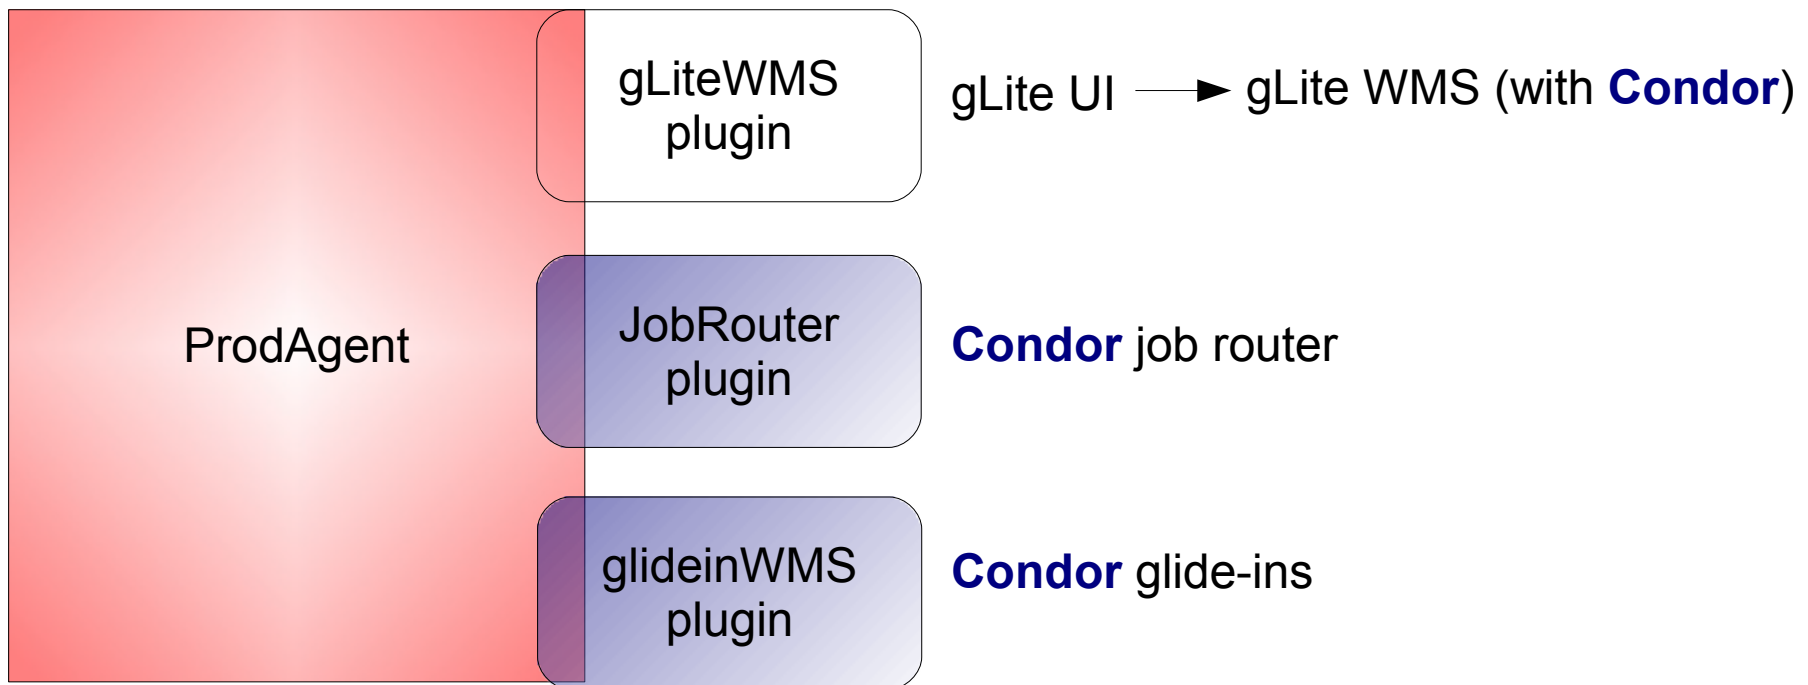 gLiteWMS
plugin
gLite UI
gLite WMS (with Condor)
ProdAgent
JobRouter
plugin
Condor job router
glideinWMS
plugin
Condor glide-ins